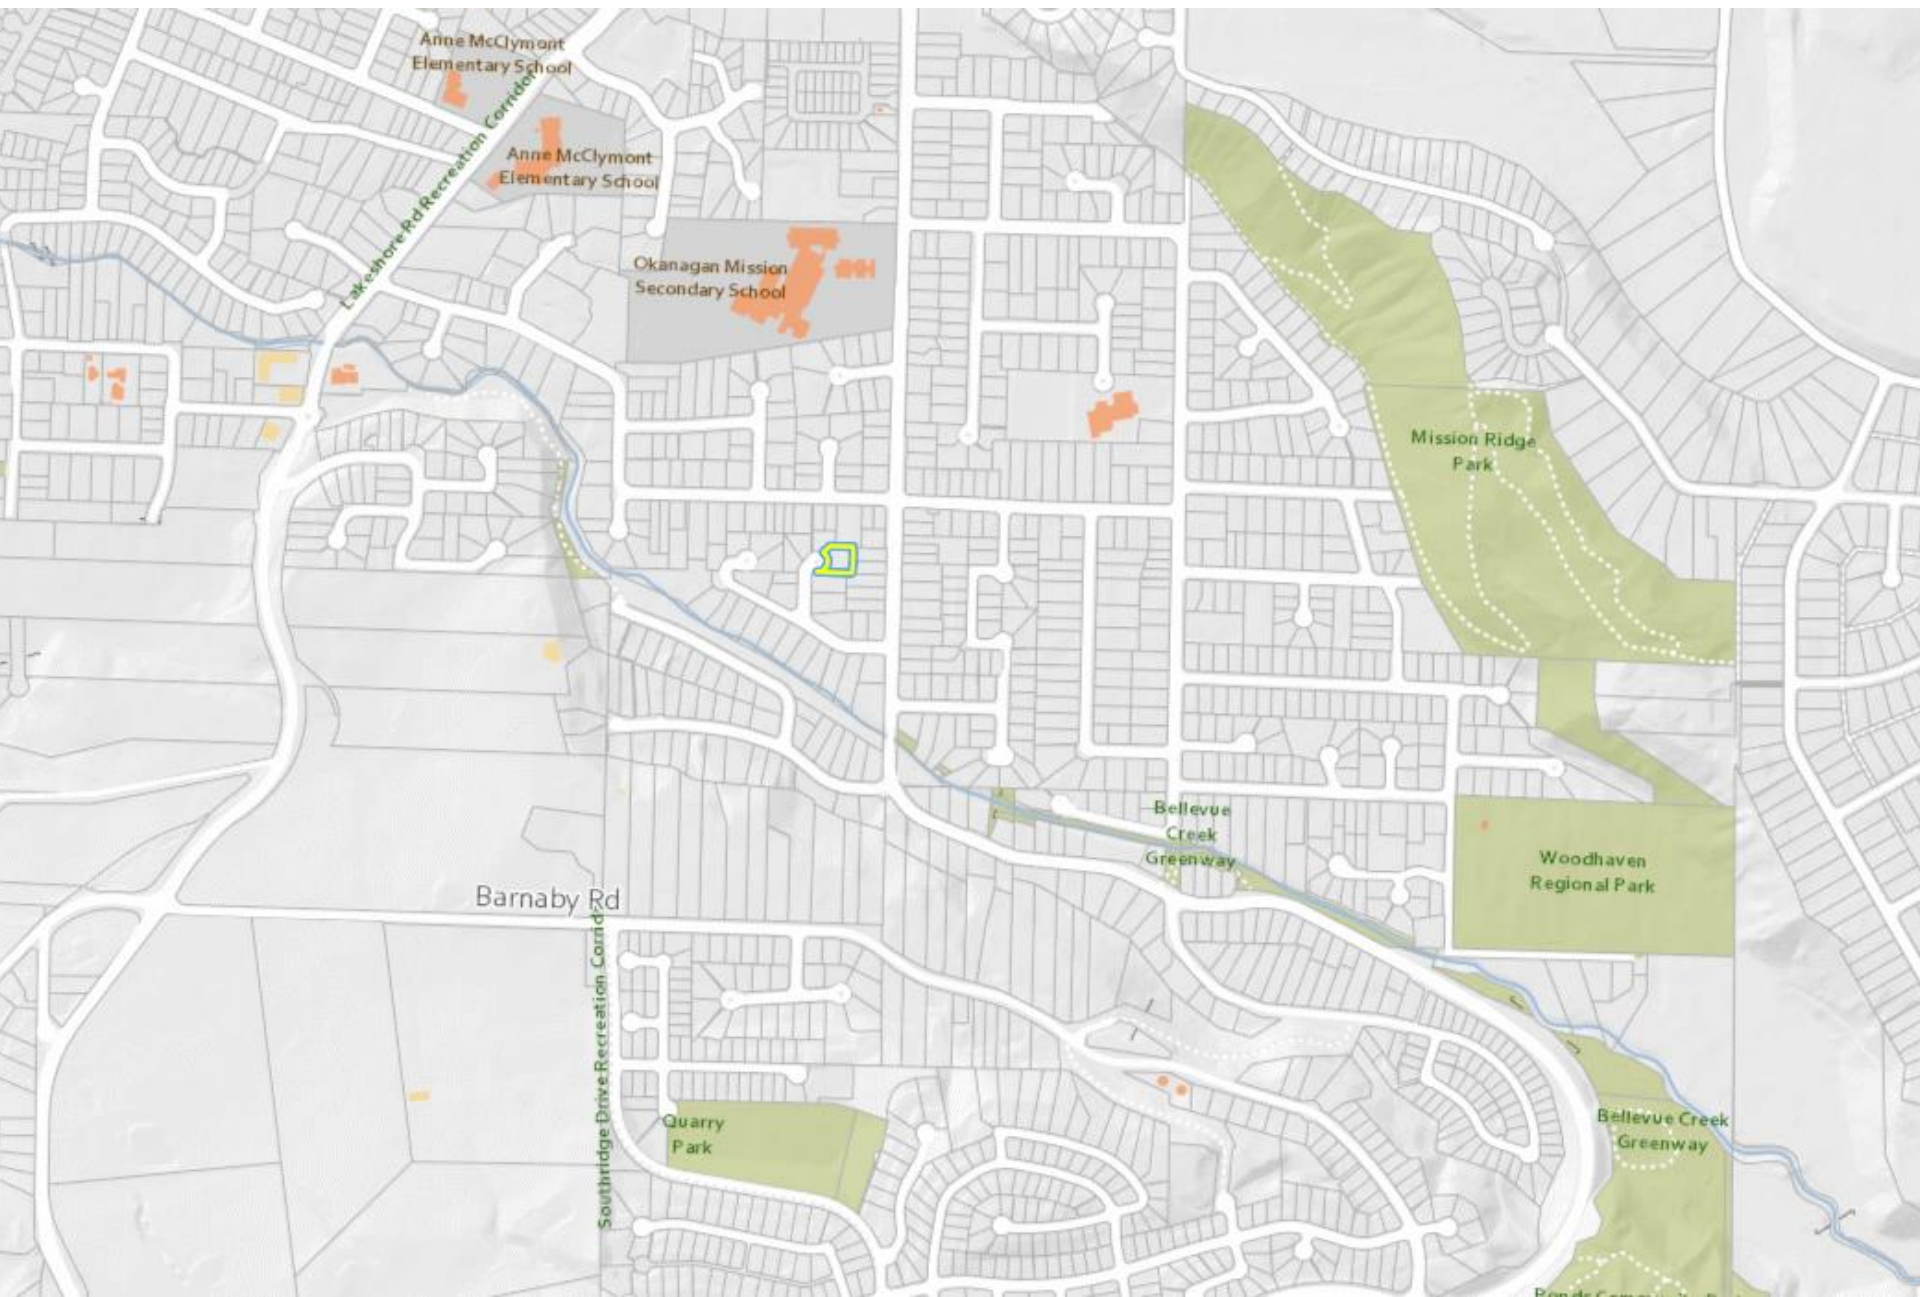 Anne McClymont
Elementary School
Lakeshore Rd Recreation Corridor
Anne McClymont
Elementary School
Okanagan Mission
Secondary School
Mission Ridge
Park
Bellevue
Creek
Greenway
Woodhaven
Regional Park
Barnaby Rd
Southridge Drive Recreation Corrid
Quarry
Park
Bellevue Creek
Greenway